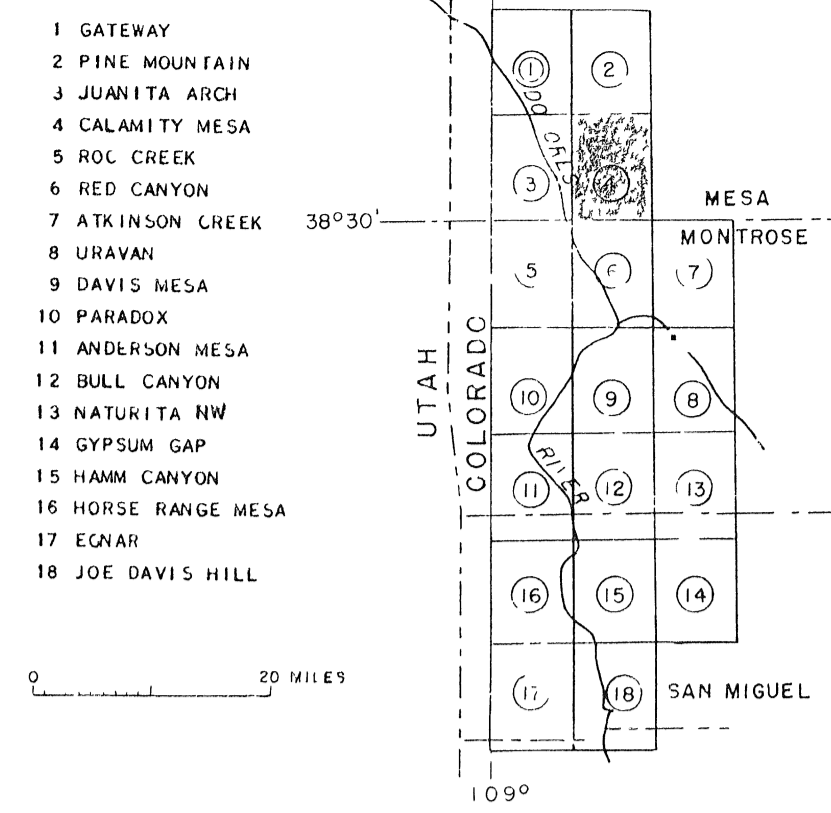 1 GATEWAY
2 PINE MOUNTAIN
3 JUANITA ARCH
4 CALAMITY MESA
5 ROC CREEK
6 RED CANYON
7 ATKINSON CREEK
8 URAVAN
9 DAVIS MESA
10 PARADOX
11 ANDERSON MESA
12 BULL CANYON
13 NATURITA NW
14 GYPSUM GAP
15 HAMM CANYON
16 HORSE RANGE MESA
17 EGNAR
18 JOE DAVIS HILL
0 20 MILES
1 2
DOLORES
3 4
MESA
38°30'
MONTROSE
5 6 7
UTAH
COLORADO
10 9 8
RIVER
11 12 13
16 15 14
17 18 SAN MIGUEL
109°